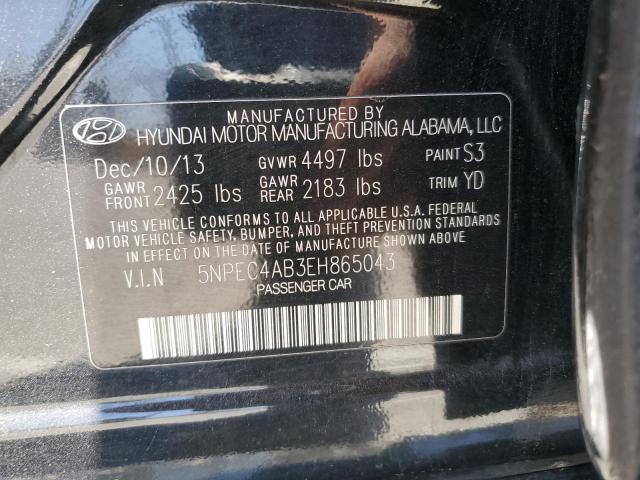 MANUFACTURED BY
HYUNDAI MOTOR MANUFACTURING ALABAMA, LLC
Dec/10/13 GVWR 4497 lbs PAINT S3
GAWR FRONT 2425 lbs GAWR REAR 2183 lbs TRIM YD
THIS VEHICLE CONFORMS TO ALL APPLICABLE U.S.A. FEDERAL
MOTOR VEHICLE SAFETY, BUMPER, AND THEFT PREVENTION STANDARDS
IN EFFECT ON THE DATE OF MANUFACTURE SHOWN ABOVE.
V.I.N 5NPEC4AB3EH865043
PASSENGER CAR